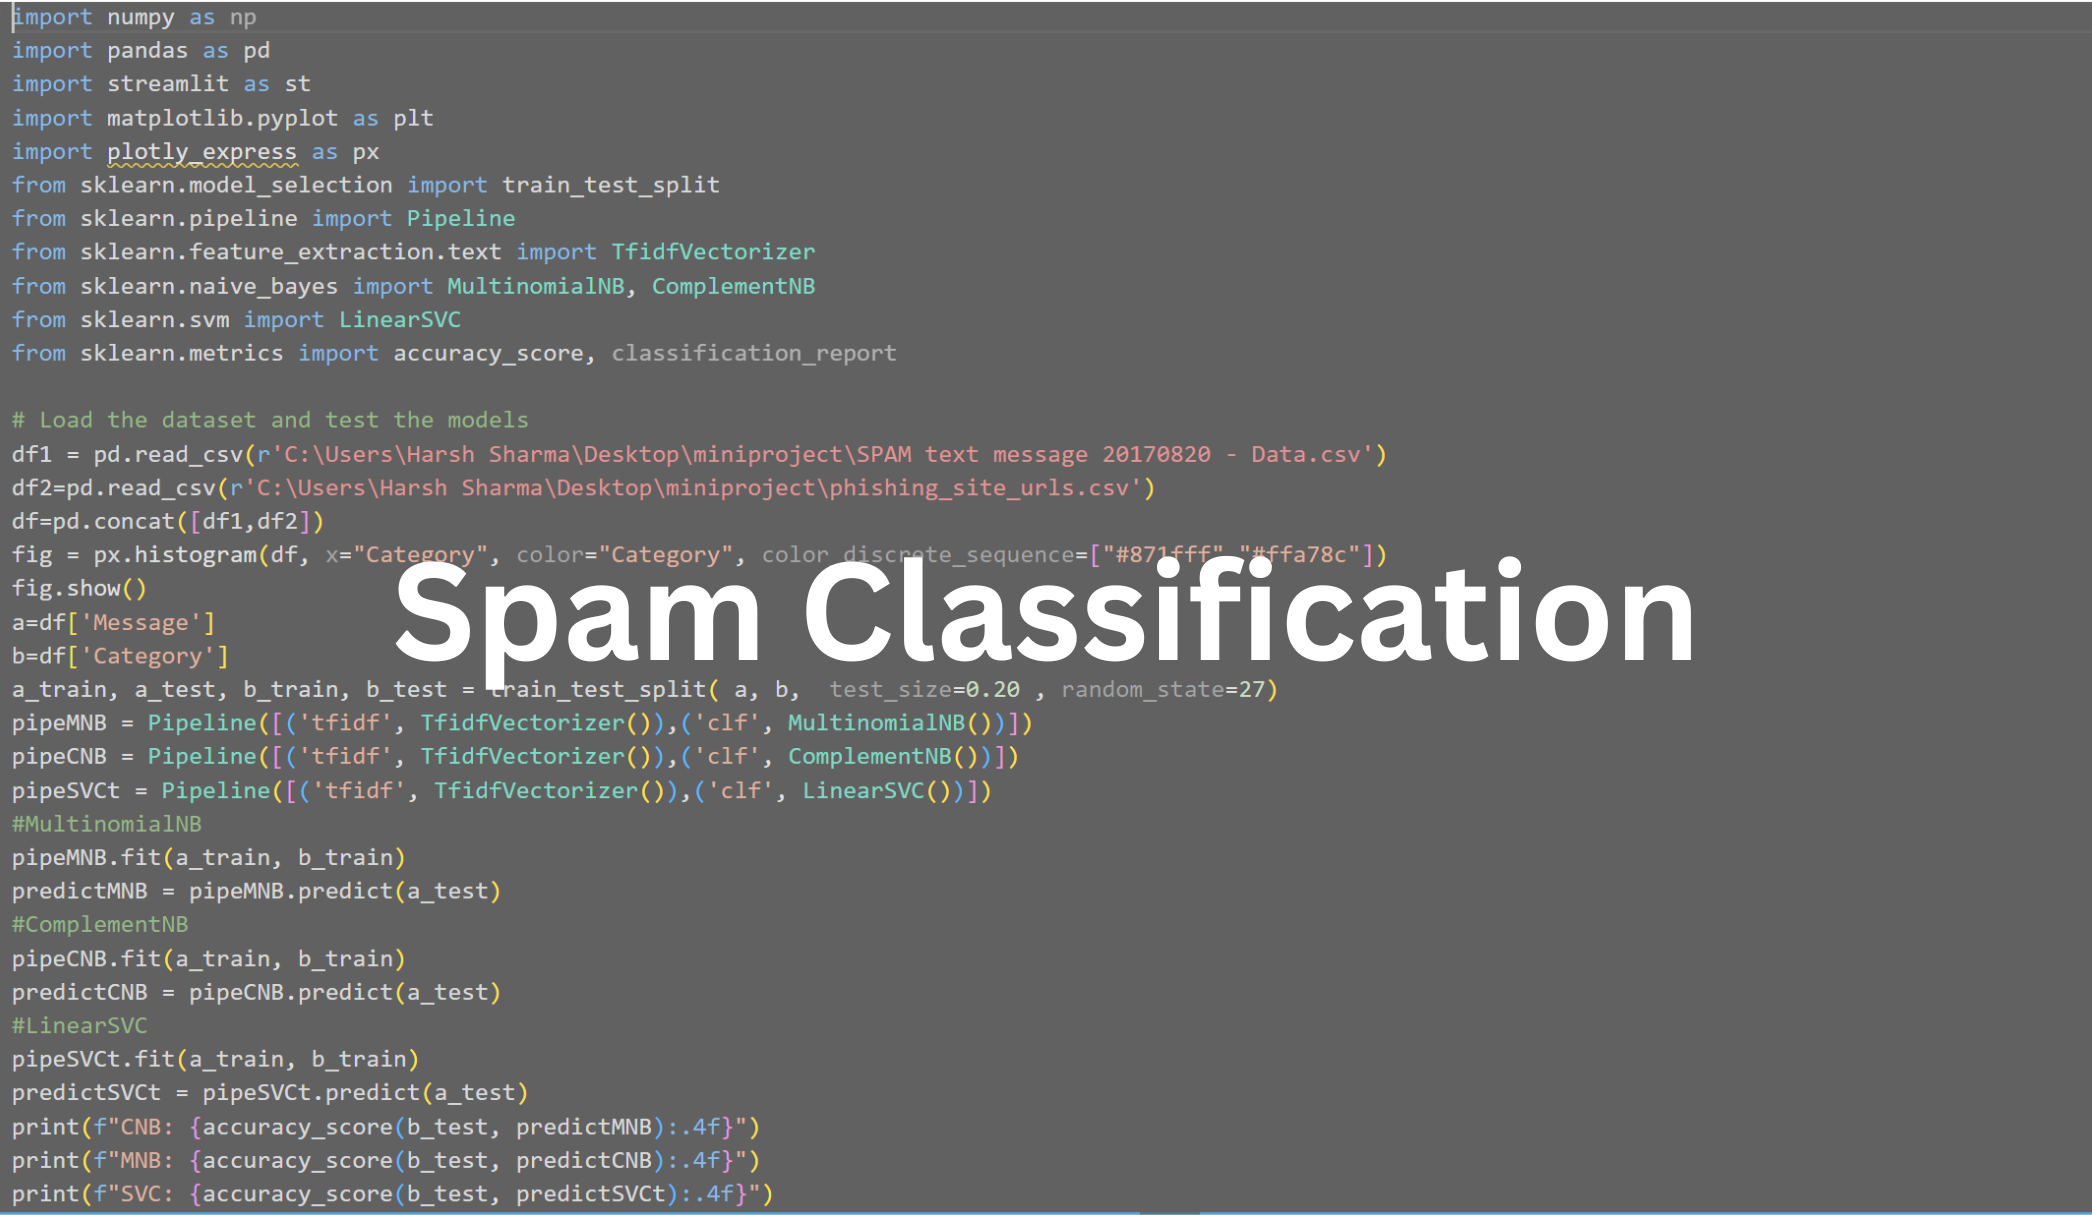 import numpy as np
import pandas as pd
import streamlit as st
import matplotlib.pyplot as plt
import plotly_express as px
from sklearn.model_selection import train_test_split
from sklearn.pipeline import Pipeline
from sklearn.feature_extraction.text import TfidfVectorizer
from sklearn.naive_bayes import MultinomialNB, ComplementNB
from sklearn.svm import LinearSVC
from sklearn.metrics import accuracy_score, classification_report
# Load the dataset and test the models
df1 = pd.read_csv(r'C:\Users\Harsh Sharma\Desktop\miniproject\SPAM text message 20170820 - Data.csv')
df2=pd.read_csv(r'C:\Users\Harsh Sharma\Desktop\miniproject\phishing_site_urls.csv')
df=pd.concat([df1,df2])
fig = px.histogram(df, x="Category", color="Category", color_discrete_sequence=["#871fff","#ffa78c"])
fig.show()
Spam Classification
a=df['Message']
b=df['Category']
a_train, a_test, b_train, b_test = train_test_split( a, b,  test_size=0.20 , random_state=27)
pipeMNB = Pipeline([('tfidf', TfidfVectorizer()),('clf', MultinomialNB())])
pipeCNB = Pipeline([('tfidf', TfidfVectorizer()),('clf', ComplementNB())])
pipeSVCt = Pipeline([('tfidf', TfidfVectorizer()),('clf', LinearSVC())])
#MultinomialNB
pipeMNB.fit(a_train, b_train)
predictMNB = pipeMNB.predict(a_test)
#ComplementNB
pipeCNB.fit(a_train, b_train)
predictCNB = pipeCNB.predict(a_test)
#LinearSVC
pipeSVCt.fit(a_train, b_train)
predictSVCt = pipeSVCt.predict(a_test)
print(f"CNB: {accuracy_score(b_test, predictMNB):.4f}")
print(f"MNB: {accuracy_score(b_test, predictCNB):.4f}")
print(f"SVC: {accuracy_score(b_test, predictSVCt):.4f}")